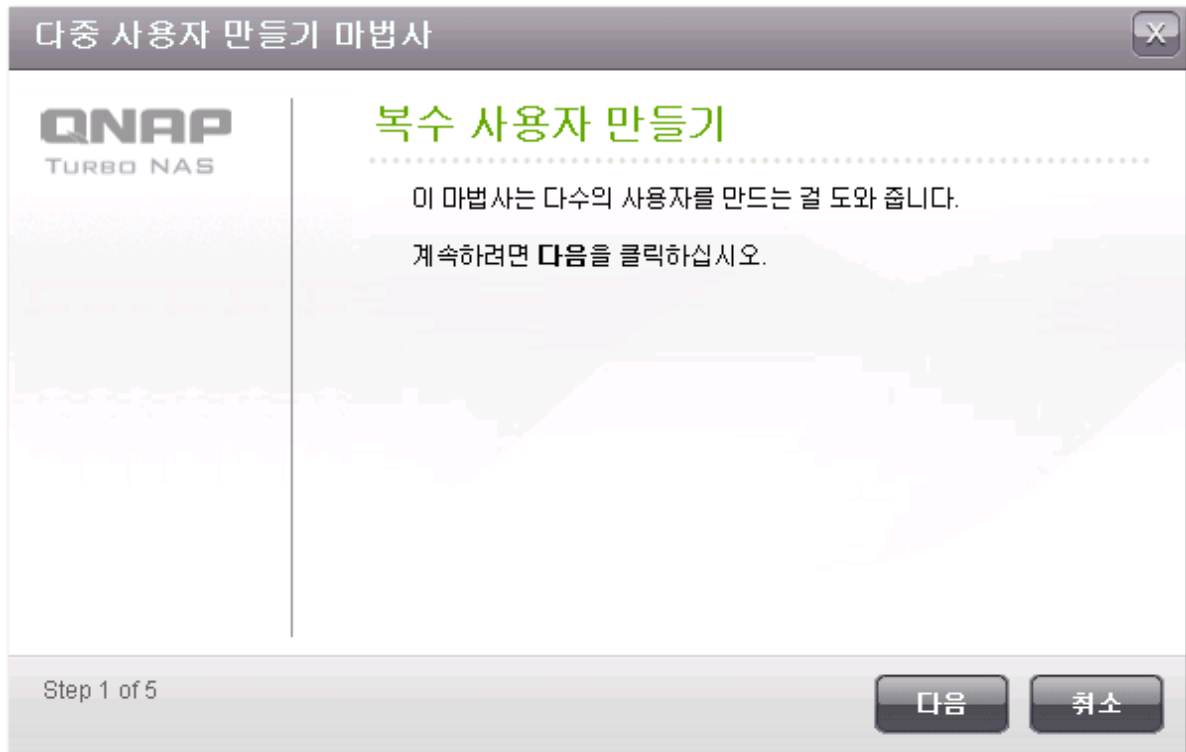 다중 사용자 만들기 마법사
X
QNAP
TURBO NAS
복수 사용자 만들기
이 마법사는 다수의 사용자를 만드는 걸 도와 줍니다.
계속하려면 다음을 클릭하십시오.
Step 1 of 5
다음
취소